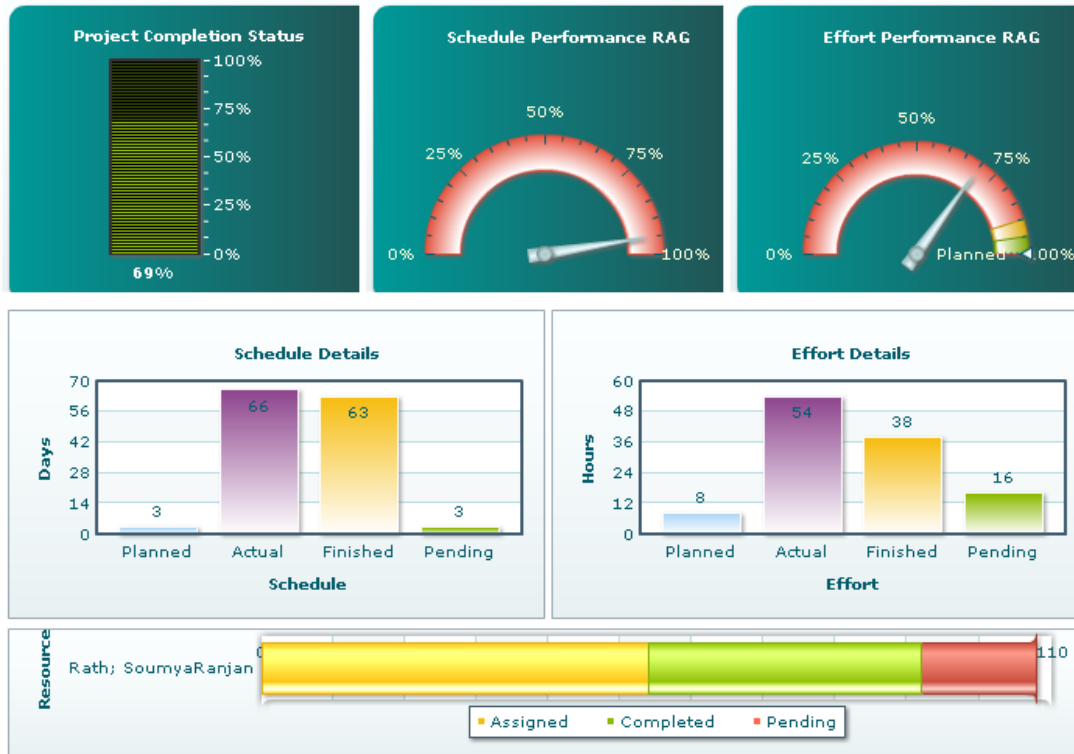 Project Completion Status
100%
75%
50%
25%
0%
69%
Schedule Performance RAG
50%
25%
75%
0%
100%
Effort Performance RAG
50%
25%
75%
0%
Planned
.00%
Schedule Details
70
56
42
28
14
0
Days
3
66
63
3
Planned Actual Finished Pending
Schedule
Effort Details
60
48
36
24
12
0
Hours
8
54
38
16
Planned Actual Finished Pending
Effort
Resource
Rath; SoumyaRanjan
110
Assigned Completed Pending